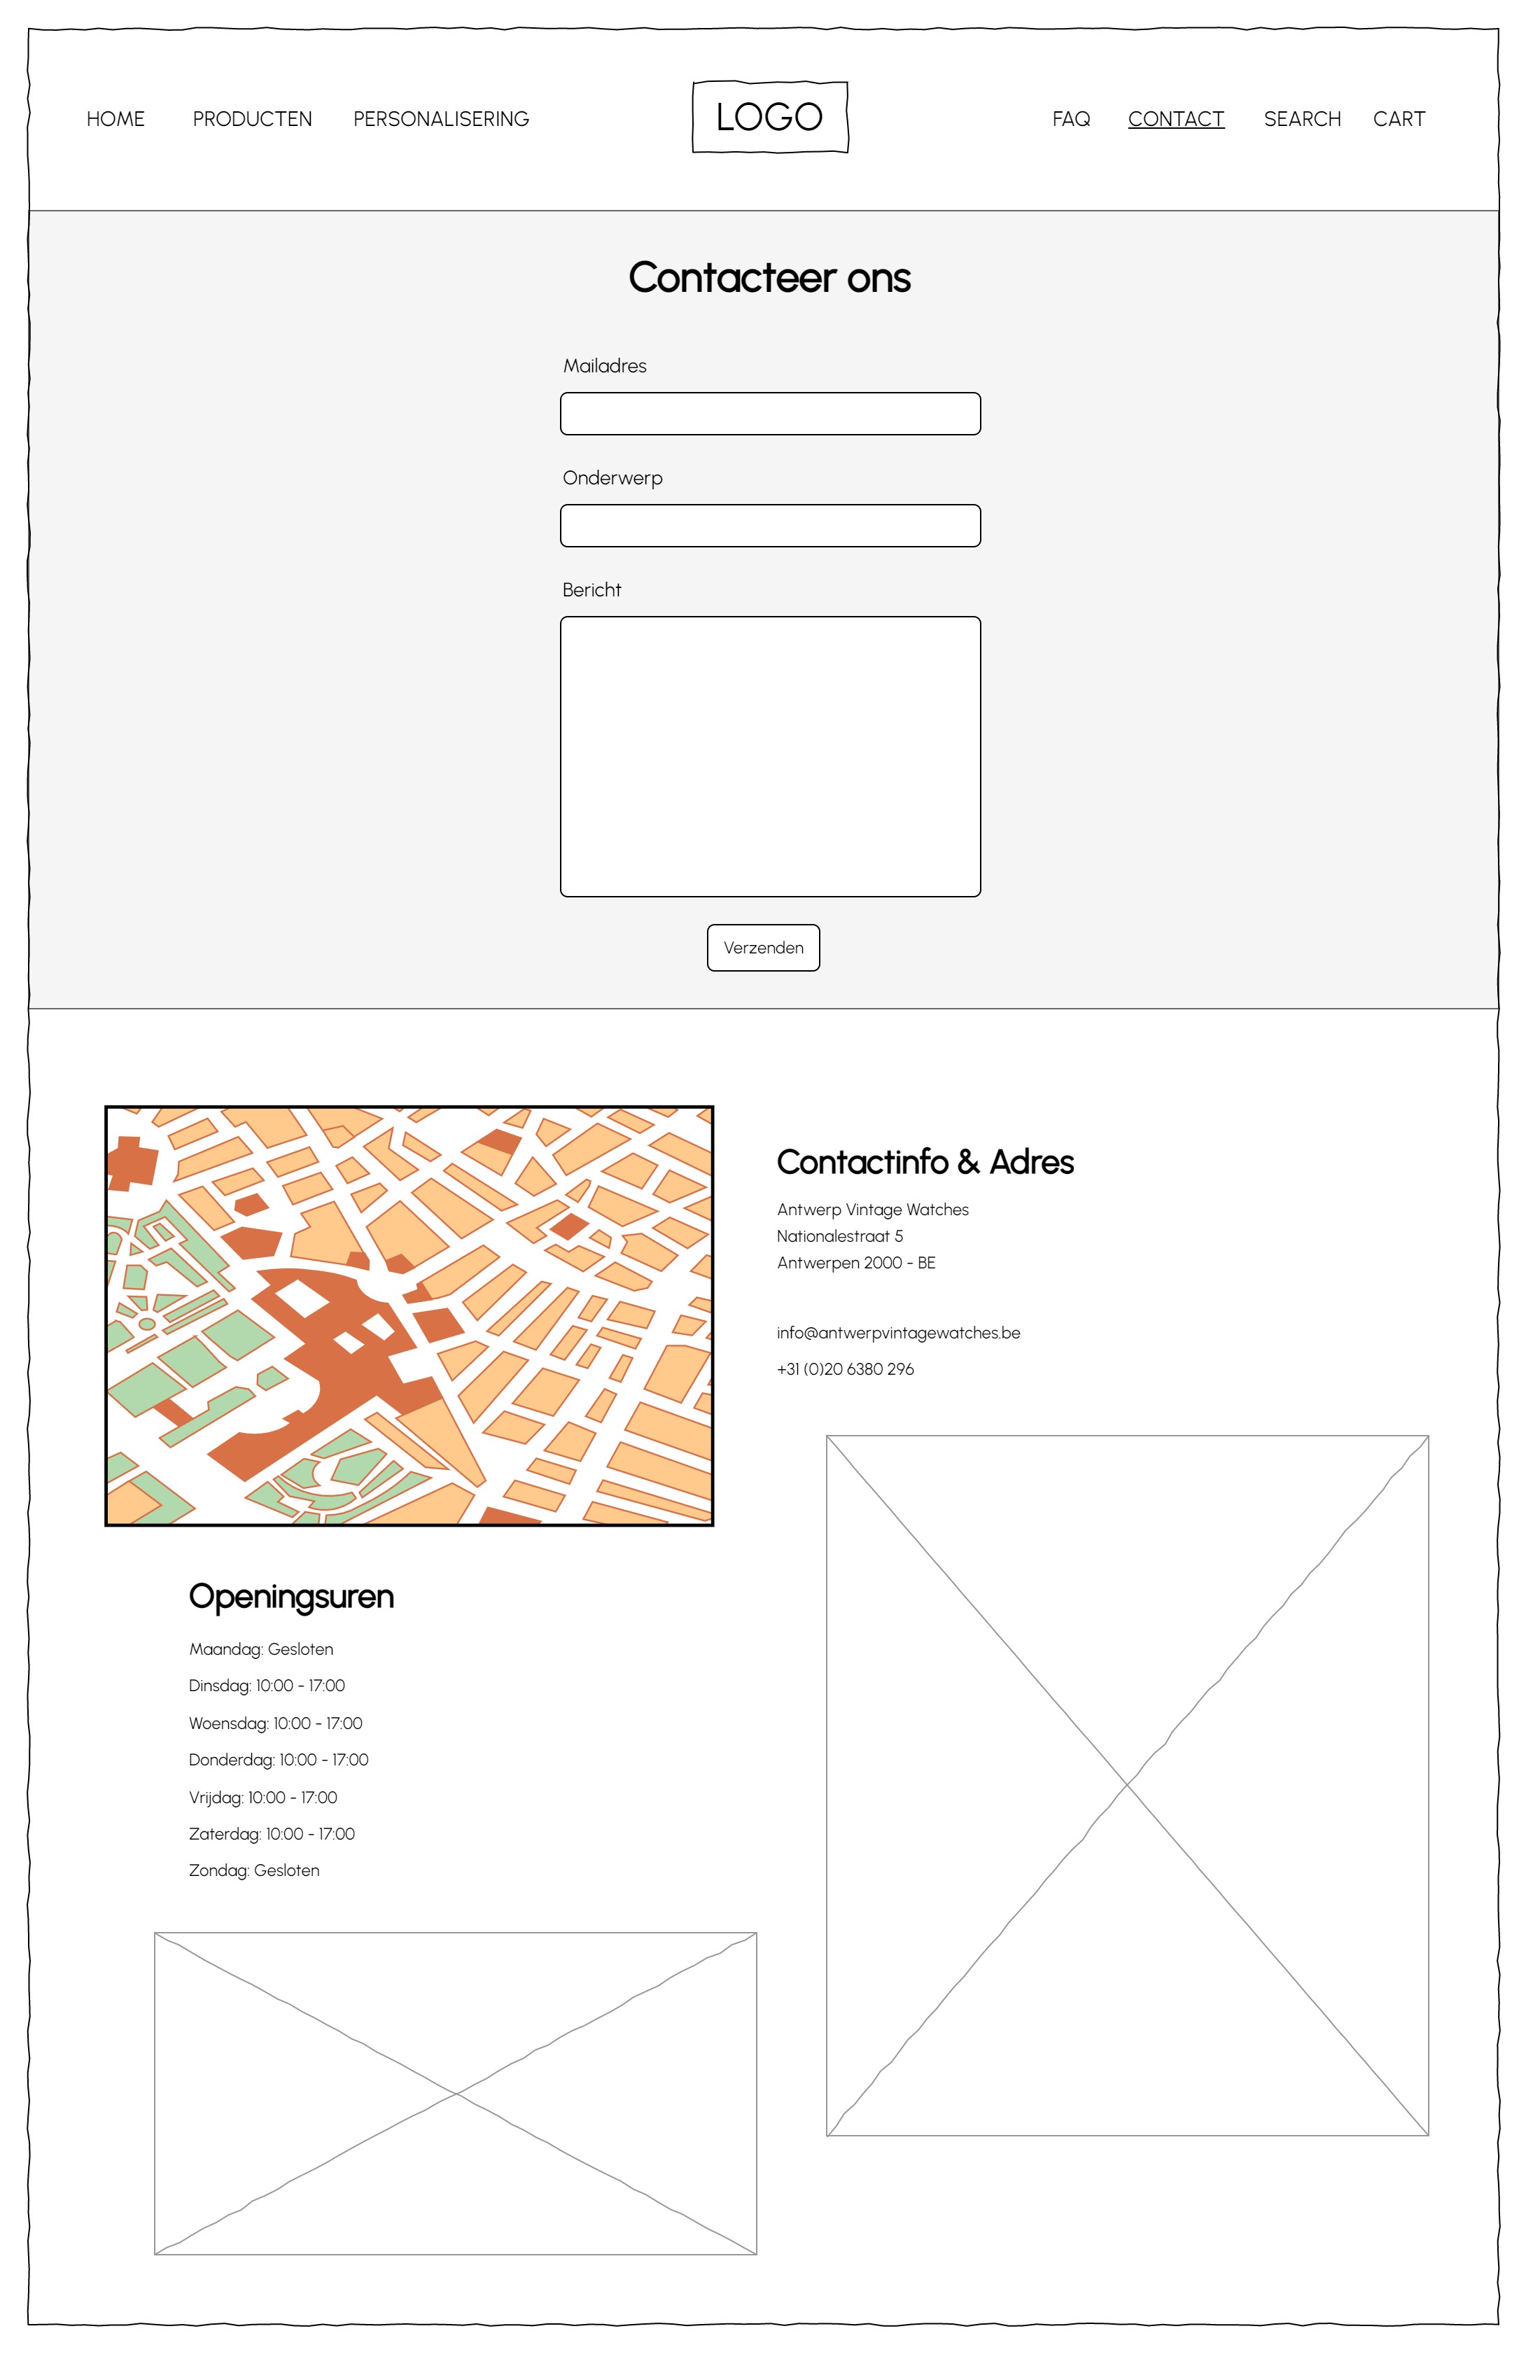 HOME PRODUCTEN PERSONALISERING LOGO FAQ CONTACT SEARCH CART
Contacteer ons
Mailadres
Onderwerp
Bericht
Verzenden
Contactinfo & Adres
Antwerp Vintage Watches
Nationalestraat 5
Antwerpen 2000 - BE
info@antwerpvintagewatches.be
+31 (0)20 6380 296
Openingsuren
Maandag: Gesloten
Dinsdag: 10:00 - 17:00
Woensdag: 10:00 - 17:00
Donderdag: 10:00 - 17:00
Vrijdag: 10:00 - 17:00
Zaterdag: 10:00 - 17:00
Zondag: Gesloten